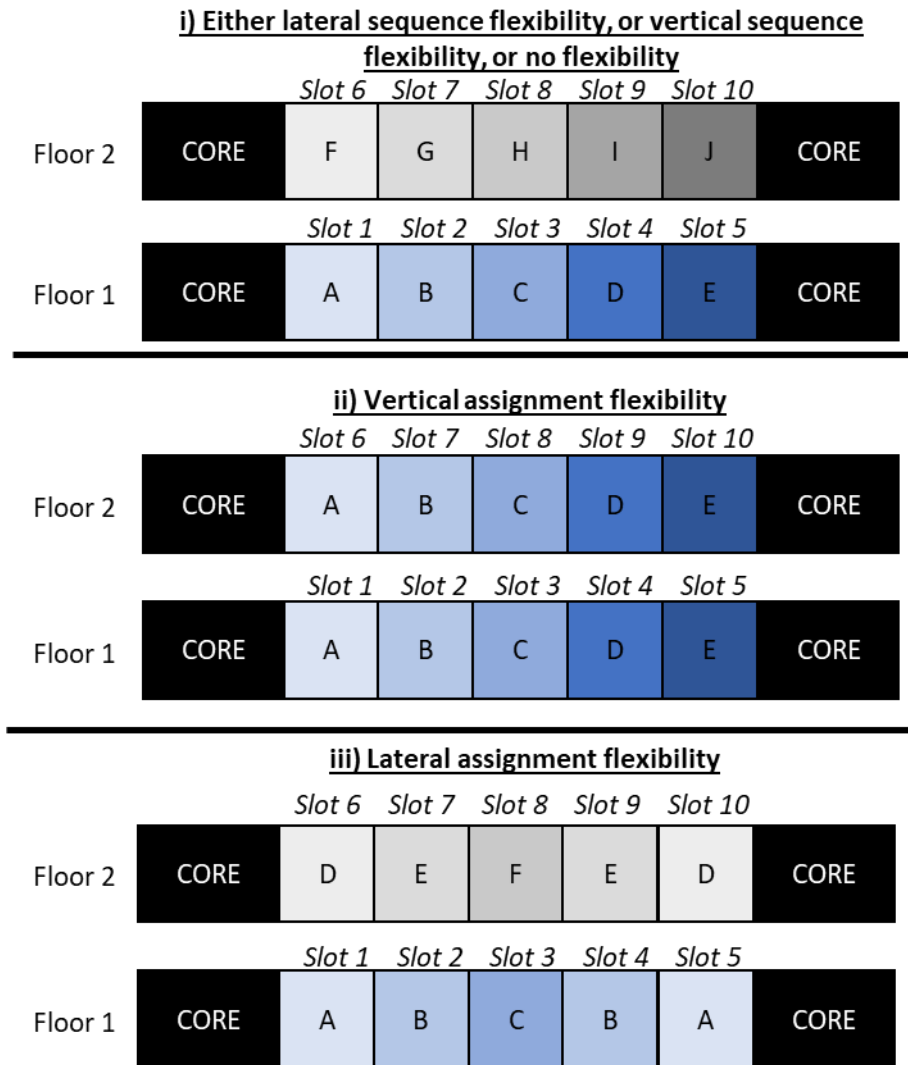 i) Either lateral sequence flexibility, or vertical sequence
flexibility, or no flexibility
Slot 6 Slot 7 Slot 8 Slot 9 Slot 10
Floor 2 CORE F G H I J CORE
Slot 1 Slot 2 Slot 3 Slot 4 Slot 5
Floor 1 CORE A B C D E CORE
ii) Vertical assignment flexibility
Slot 6 Slot 7 Slot 8 Slot 9 Slot 10
Floor 2 CORE A B C D E CORE
Slot 1 Slot 2 Slot 3 Slot 4 Slot 5
Floor 1 CORE A B C D E CORE
iii) Lateral assignment flexibility
Slot 6 Slot 7 Slot 8 Slot 9 Slot 10
Floor 2 CORE D E F E D CORE
Slot 1 Slot 2 Slot 3 Slot 4 Slot 5
Floor 1 CORE A B C B A CORE